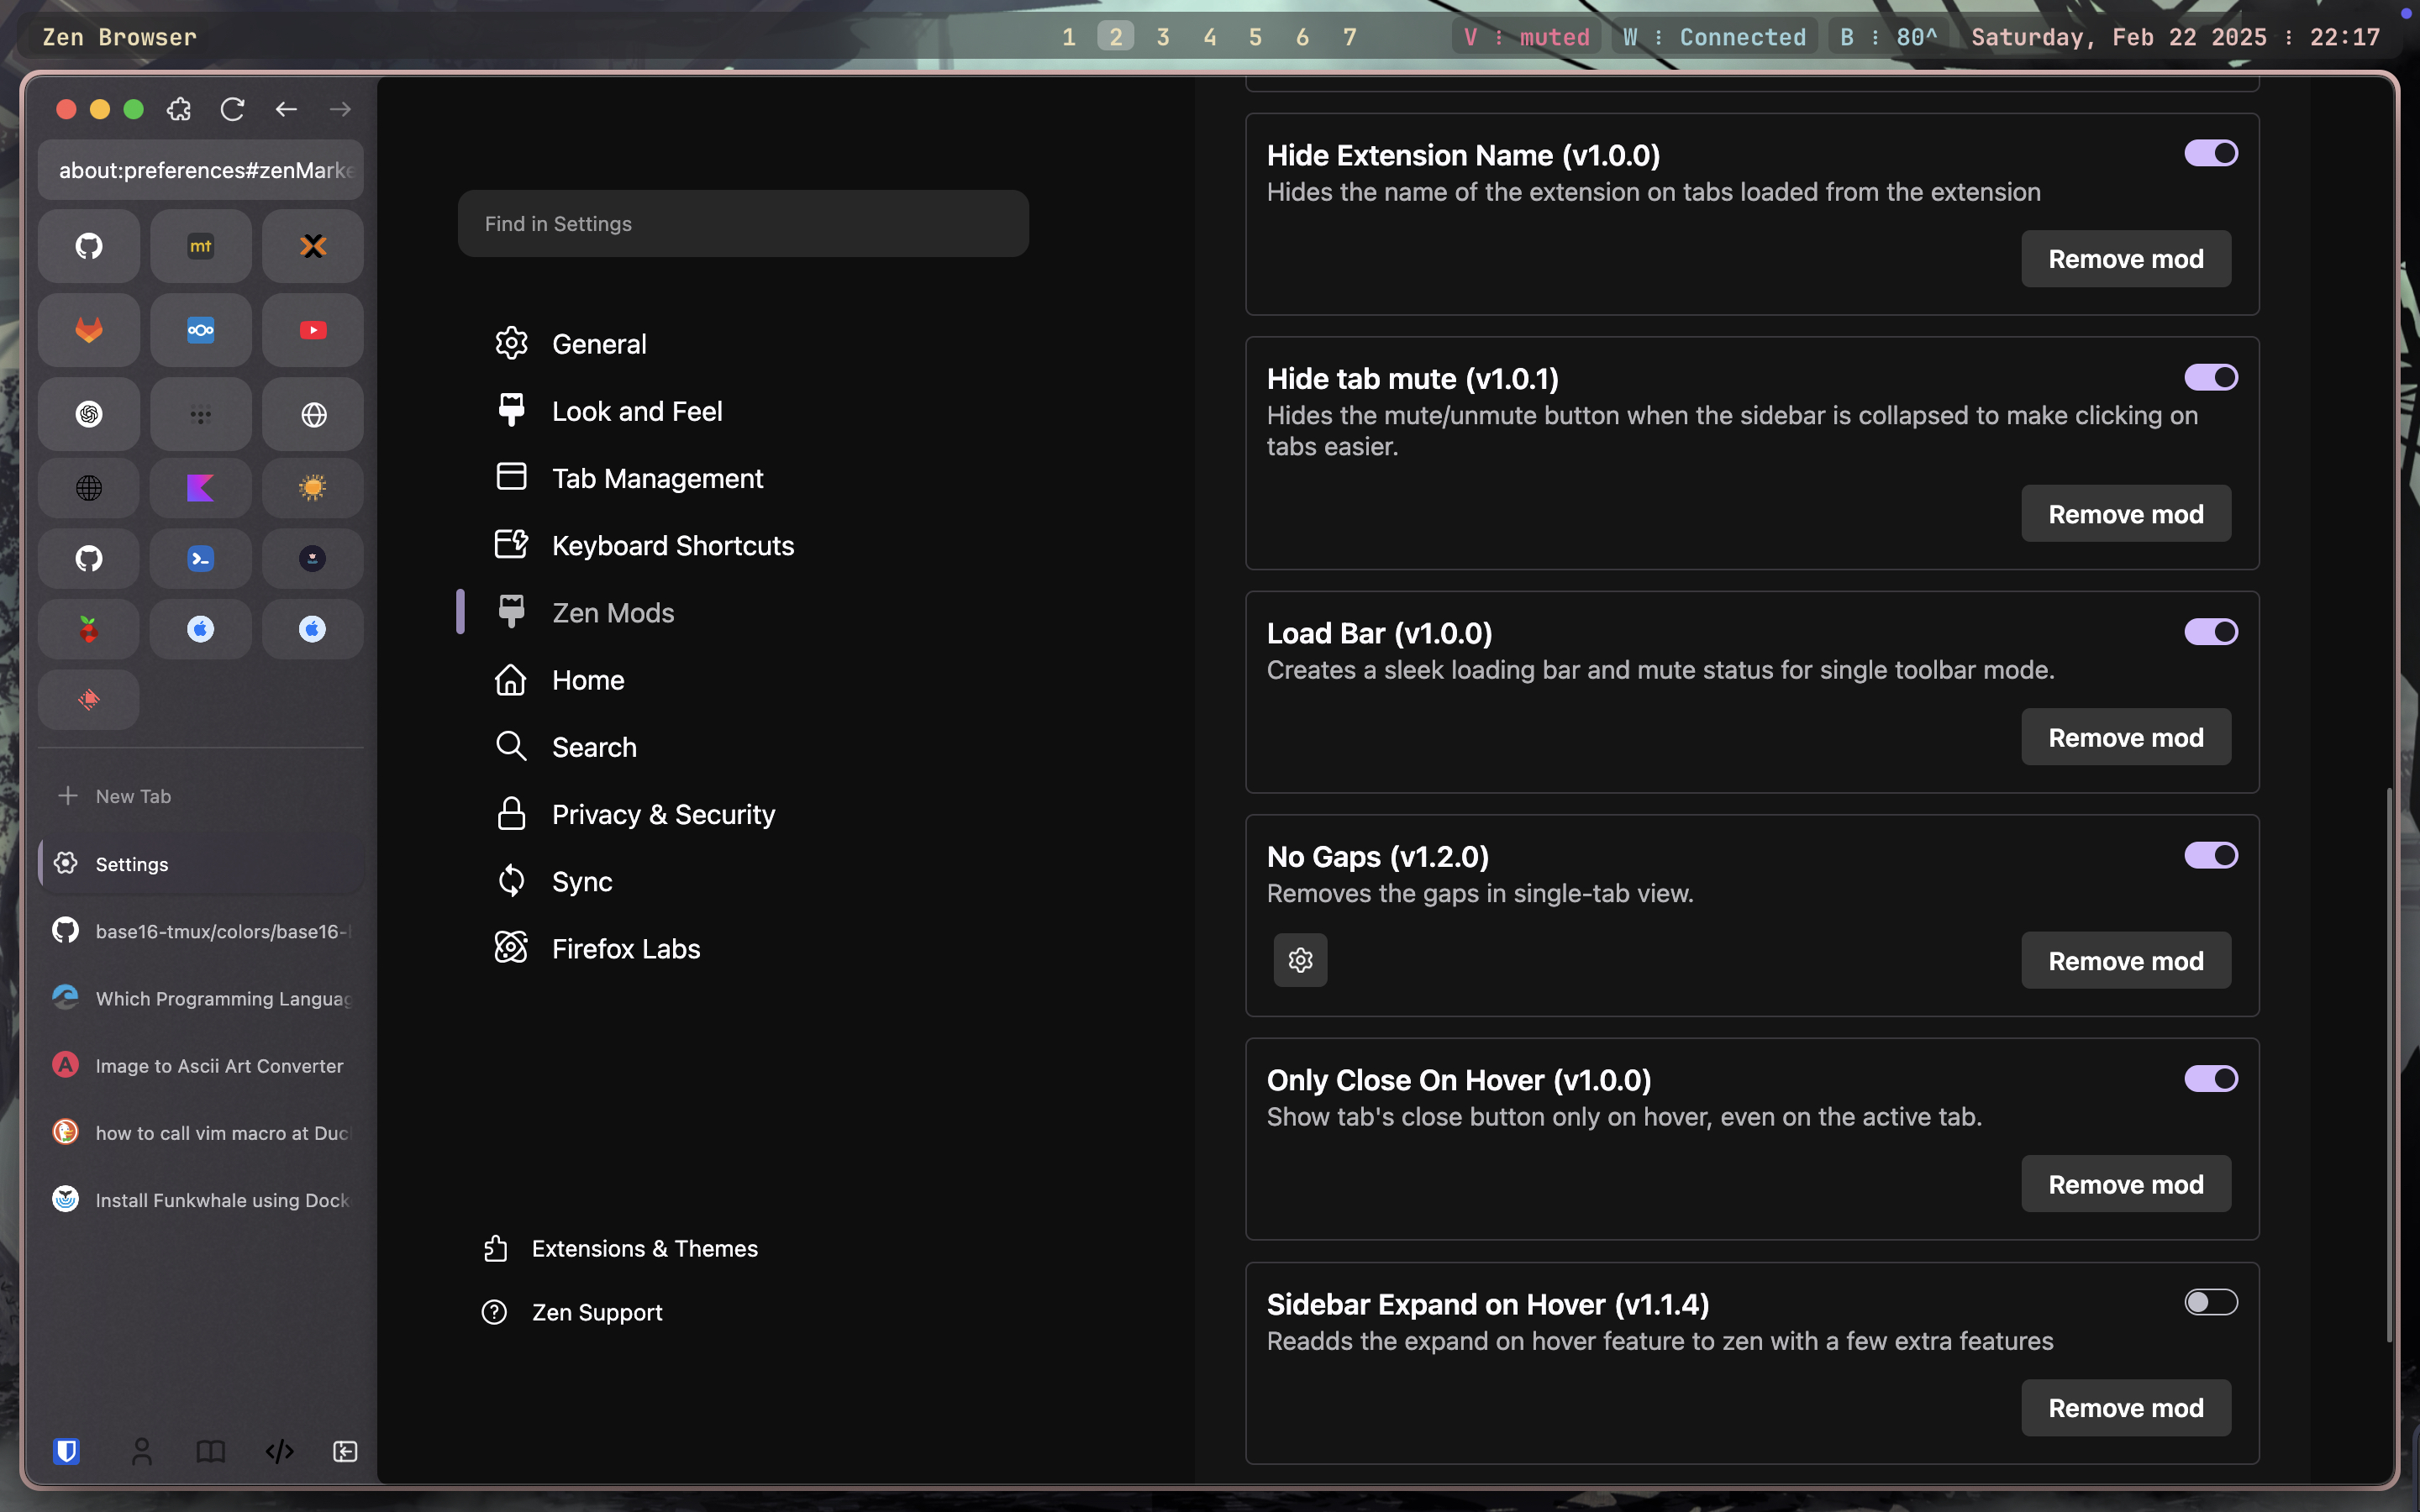 Zen Browser
1 2 3 4 5 6 7
V : muted
W : Connected
B : 80^
Saturday, Feb 22 2025 : 22:17
about:preferences#zenMarke
mt
New Tab
Settings
base16-tmux/colors/base16-
Which Programming Languag
Image to Ascii Art Converter
how to call vim macro at Duc
Install Funkwhale using Dock
Find in Settings
General
Look and Feel
Tab Management
Keyboard Shortcuts
Zen Mods
Home
Search
Privacy & Security
Sync
Firefox Labs
Extensions & Themes
Zen Support
Hide Extension Name (v1.0.0)
Hides the name of the extension on tabs loaded from the extension
Remove mod
Hide tab mute (v1.0.1)
Hides the mute/unmute button when the sidebar is collapsed to make clicking on
tabs easier.
Remove mod
Load Bar (v1.0.0)
Creates a sleek loading bar and mute status for single toolbar mode.
Remove mod
No Gaps (v1.2.0)
Removes the gaps in single-tab view.
Remove mod
Only Close On Hover (v1.0.0)
Show tab's close button only on hover, even on the active tab.
Remove mod
Sidebar Expand on Hover (v1.1.4)
Readds the expand on hover feature to zen with a few extra features
Remove mod